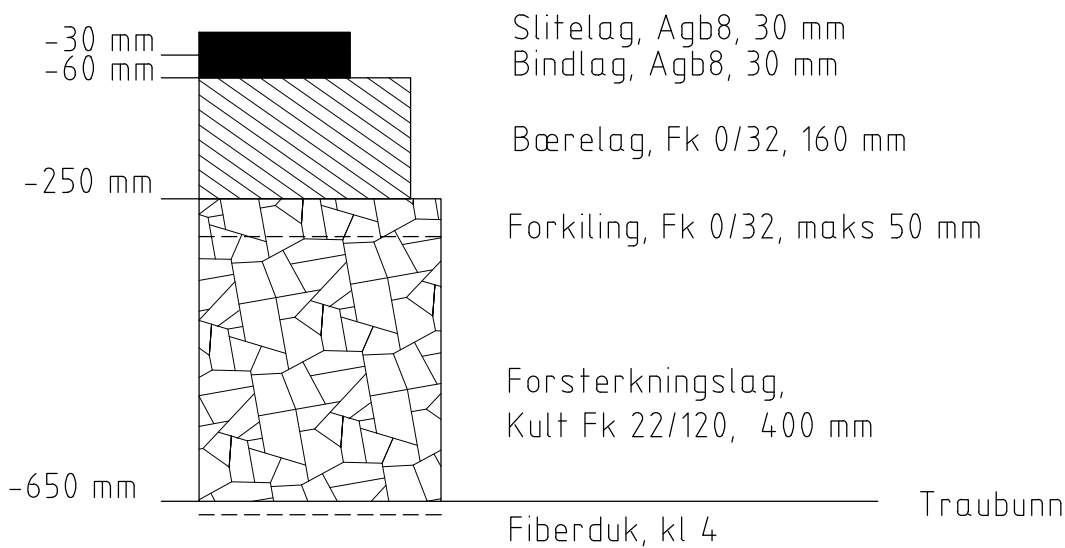 -30 mm
Slitelag, Agb8, 30 mm
-60 mm
Bindlag, Agb8, 30 mm
Bærelag, Fk 0/32, 160 mm
-250 mm
Forkiling, Fk 0/32, maks 50 mm
Forsterkningslag,
Kult Fk 22/120, 400 mm
-650 mm
Traubunn
Fiberduk, kl 4